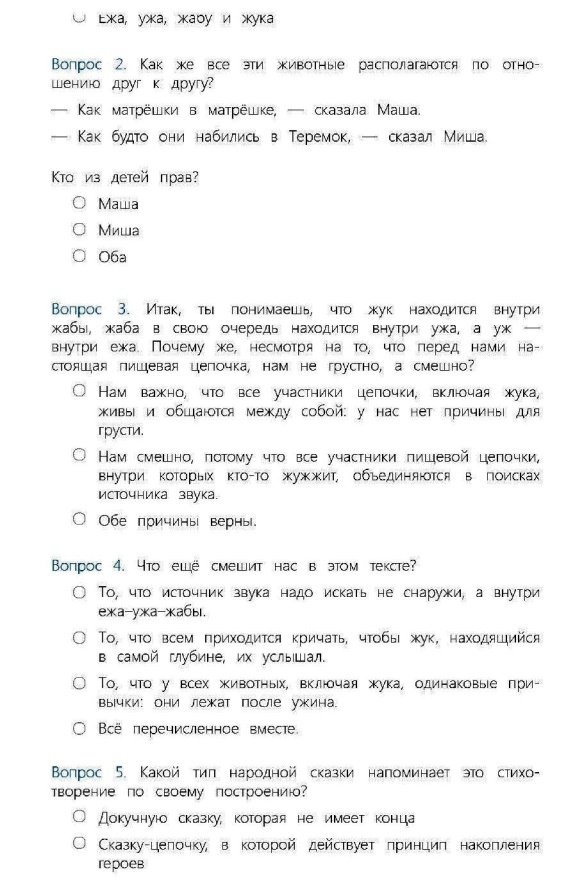 Ежа, ужа, жабу и жука
Вопрос 2. Как же все эти животные располагаются по отно-
шению друг к другу?
— Как матрёшки в матрёшке, — сказала Маша.
— Как будто они набились в Теремок, — сказал Миша.
Кто из детей прав?
Маша
Миша
Оба
Вопрос 3. Итак, ты понимаешь, что жук находится внутри
жабы, жаба в свою очередь находится внутри ужа, а уж —
внутри ежа. Почему же, несмотря на то, что перед нами на-
стоящая пищевая цепочка, нам не грустно, а смешно?
Нам важно, что все участники цепочки, включая жука,
живы и общаются между собой: у нас нет причины для
грусти.
Нам смешно, потому что все участники пищевой цепочки,
внутри которых кто-то жужжит, объединяются в поисках
источника звука.
Обе причины верны.
Вопрос 4. Что ещё смешит нас в этом тексте?
То, что источник звука надо искать не снаружи, а внутри
ежа–ужа–жабы.
То, что всем приходится кричать, чтобы жук, находящийся
в самой глубине, их услышал.
То, что у всех животных, включая жука, одинаковые при-
вычки: они лежат после ужина.
Всё перечисленное вместе.
Вопрос 5. Какой тип народной сказки напоминает это стихо-
творение по своему построению?
Докучную сказку, которая не имеет конца
Сказку-цепочку, в которой действует принцип накопления
героев